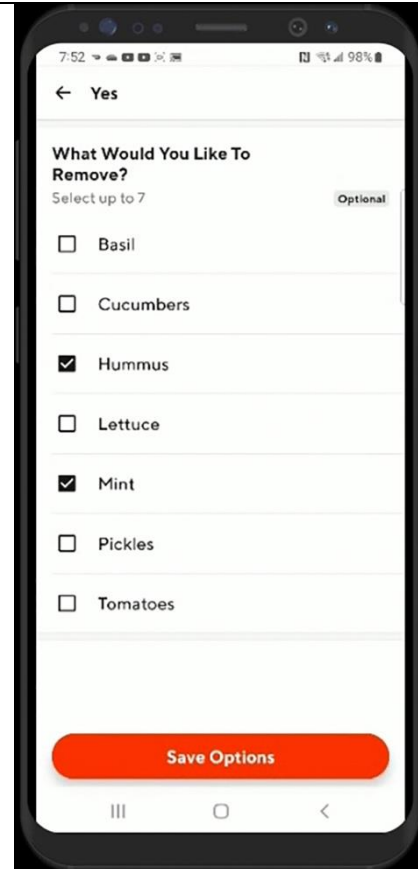 7:52
98%
Yes
What Would You Like To
Remove?
Select up to 7
Optional
Basil
Cucumbers
Hummus
Lettuce
Mint
Pickles
Tomatoes
Save Options